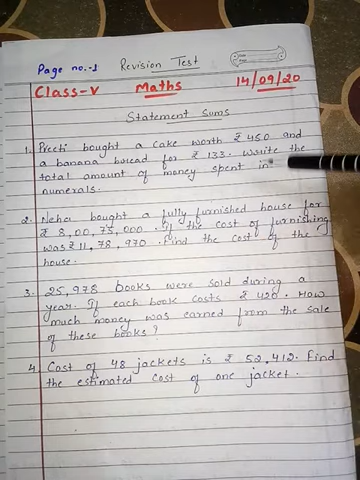 Page no.-1 Revision Test
Class-V Maths 14/09/20
Statement Sums
1. Preeti bought a cake worth ₹ 450 and
a banana bread for ₹ 133. Write the
total amount of money spent in
numerals.
2. Neha bought a fully furnished house for
₹ 8,00,75,000. If the cost of furnishing
was ₹ 11,78,970. Find the cost of the
house.
3. 25,978 books were sold during a
year. If each book costs ₹ 420. How
much money was earned from the sale
of these books?
4. Cost of 48 jackets is ₹ 52,412. Find
the estimated cost of one jacket.